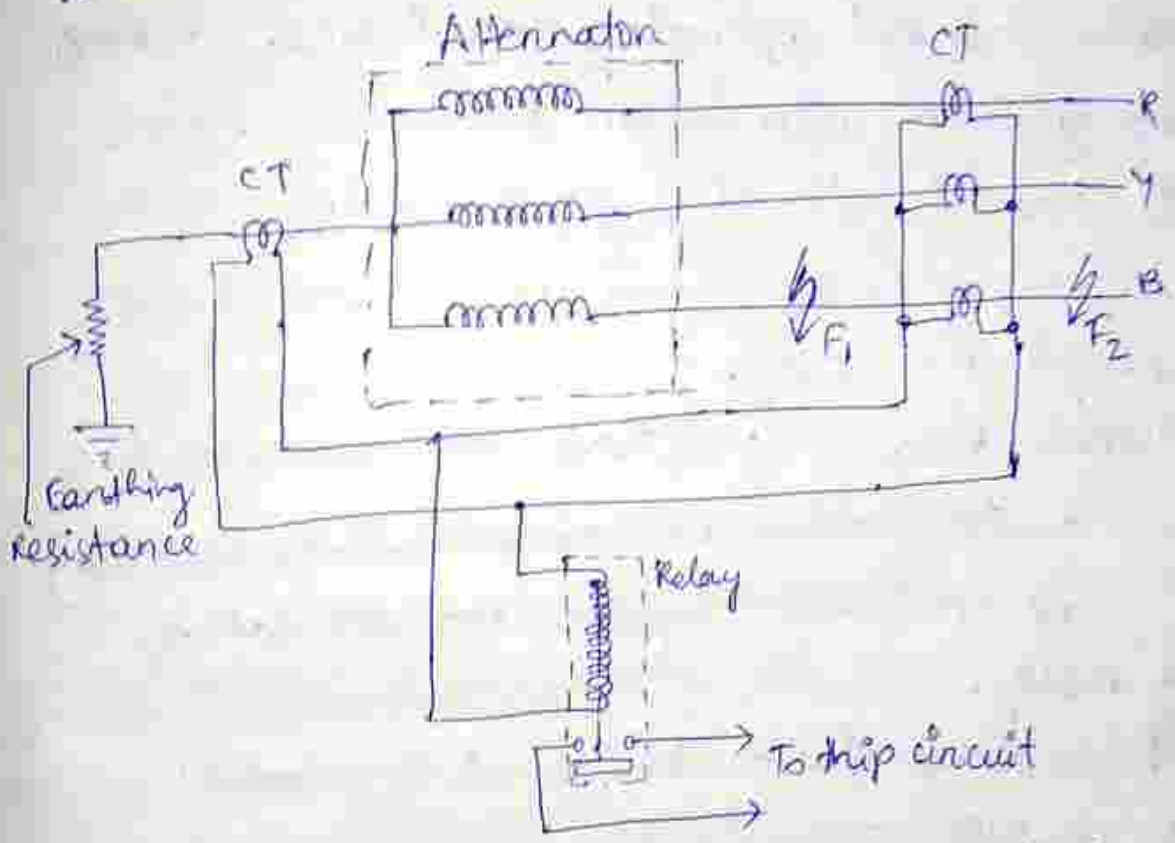 Alternator
CT
R
CT
Y
B
F1
F2
Earthing
resistance
Relay
To trip circuit